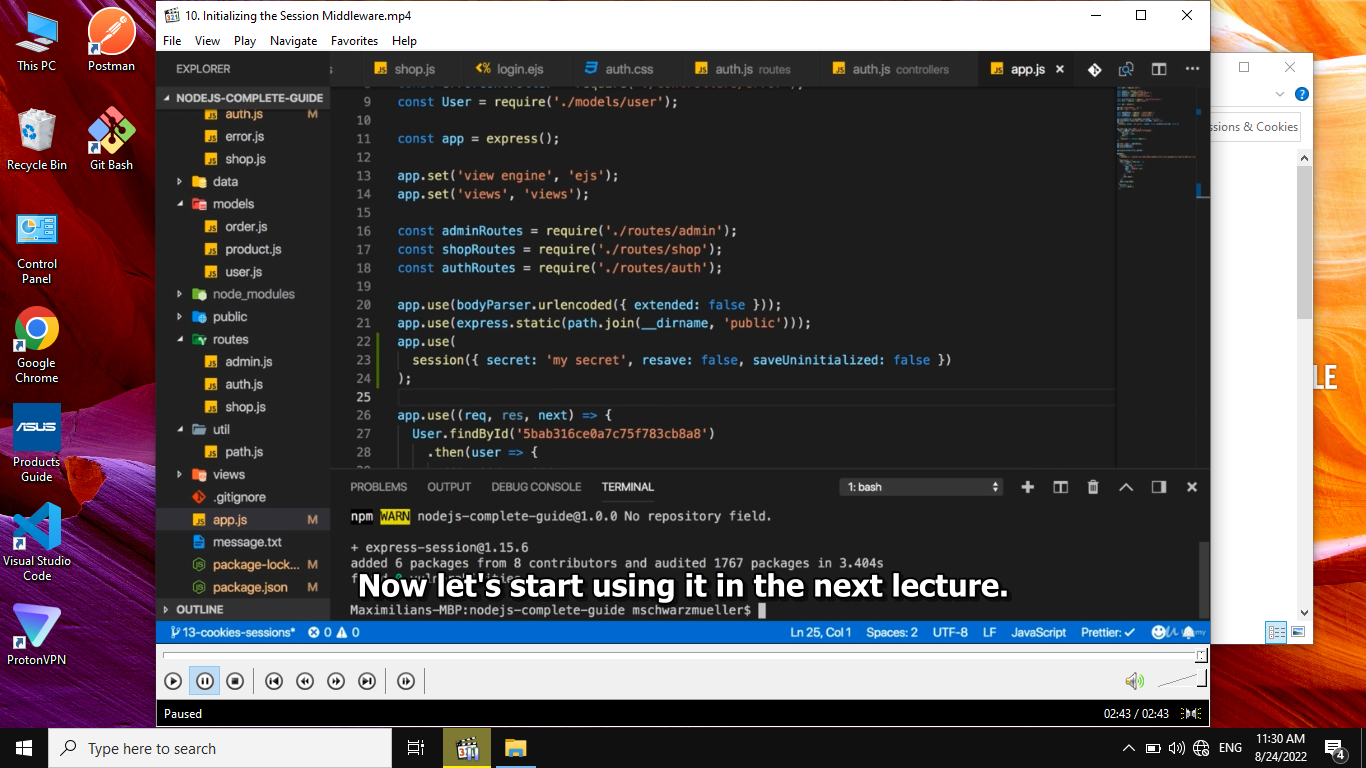 This PC
Postman
Recycle Bin
Git Bash
Control
Panel
Google
Chrome
ASUS
Products
Guide
Visual Studio
Code
ProtonVPN
10. Initializing the Session Middleware.mp4
File View Play Navigate Favorites Help
EXPLORER
shop.js
login.ejs
auth.css
auth.js routes
auth.js controllers
app.js
NODEJS-COMPLETE-GUIDE
auth.js M
error.js
shop.js
data
models
order.js
product.js
user.js
node_modules
public
routes
admin.js
auth.js
shop.js
util
path.js
views
.gitignore
app.js M
message.txt
package-lock... M
package.json M
OUTLINE
9 const User = require('./models/user');
10
11 const app = express();
12
13 app.set('view engine', 'ejs');
14 app.set('views', 'views');
15
16 const adminRoutes = require('./routes/admin');
17 const shopRoutes = require('./routes/shop');
18 const authRoutes = require('./routes/auth');
19
20 app.use(bodyParser.urlencoded({ extended: false }));
21 app.use(express.static(path.join(__dirname, 'public')));
22 app.use(
23 session({ secret: 'my secret', resave: false, saveUninitialized: false })
24 );
25
26 app.use((req, res, next) => {
27 User.findById('5bab316ce0a7c75f783cb8a8')
28 .then(user => {
PROBLEMS OUTPUT DEBUG CONSOLE TERMINAL
1: bash
npm WARN nodejs-complete-guide@1.0.0 No repository field.
+ express-session@1.15.6
added 6 packages from 8 contributors and audited 1767 packages in 3.404s
Now let's start using it in the next lecture.
Maximilians-MBP:nodejs-complete-guide mschwarzmueller$
13-cookies-sessions* 0 0
Ln 25, Col 1 Spaces: 2 UTF-8 LF JavaScript Prettier: ✓
Paused
02:43 / 02:43
ssions & Cookies
LE
Type here to search
321
ENG
11:30 AM
8/24/2022
4